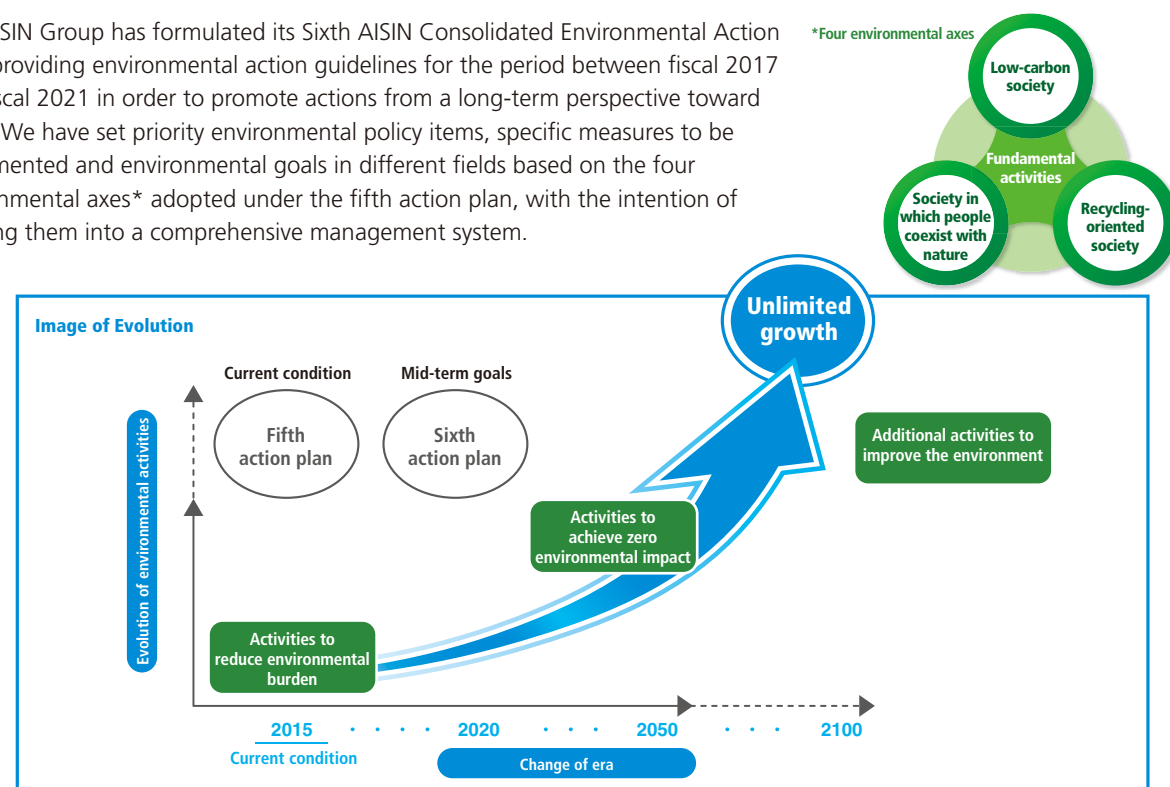 SIN Group has formulated its Sixth AISIN Consolidated Environmental Action
providing environmental action guidelines for the period between fiscal 2017
scal 2021 in order to promote actions from a long-term perspective toward
We have set priority environmental policy items, specific measures to be
mented and environmental goals in different fields based on the four
nmental axes* adopted under the fifth action plan, with the intention of
ng them into a comprehensive management system.
*Four environmental axes
Low-carbon
society
Fundamental
activities
Society in
which people
coexist with
nature
Recycling-
oriented
society
Image of Evolution
Unlimited
growth
Current condition
Mid-term goals
Fifth
action plan
Sixth
action plan
Additional activities to
improve the environment
Evolution of environmental activities
Activities to
achieve zero
environmental impact
Activities to
reduce environmental
burden
2015 · · · · 2020 · · · 2050 · · · 2100
Current condition
Change of era